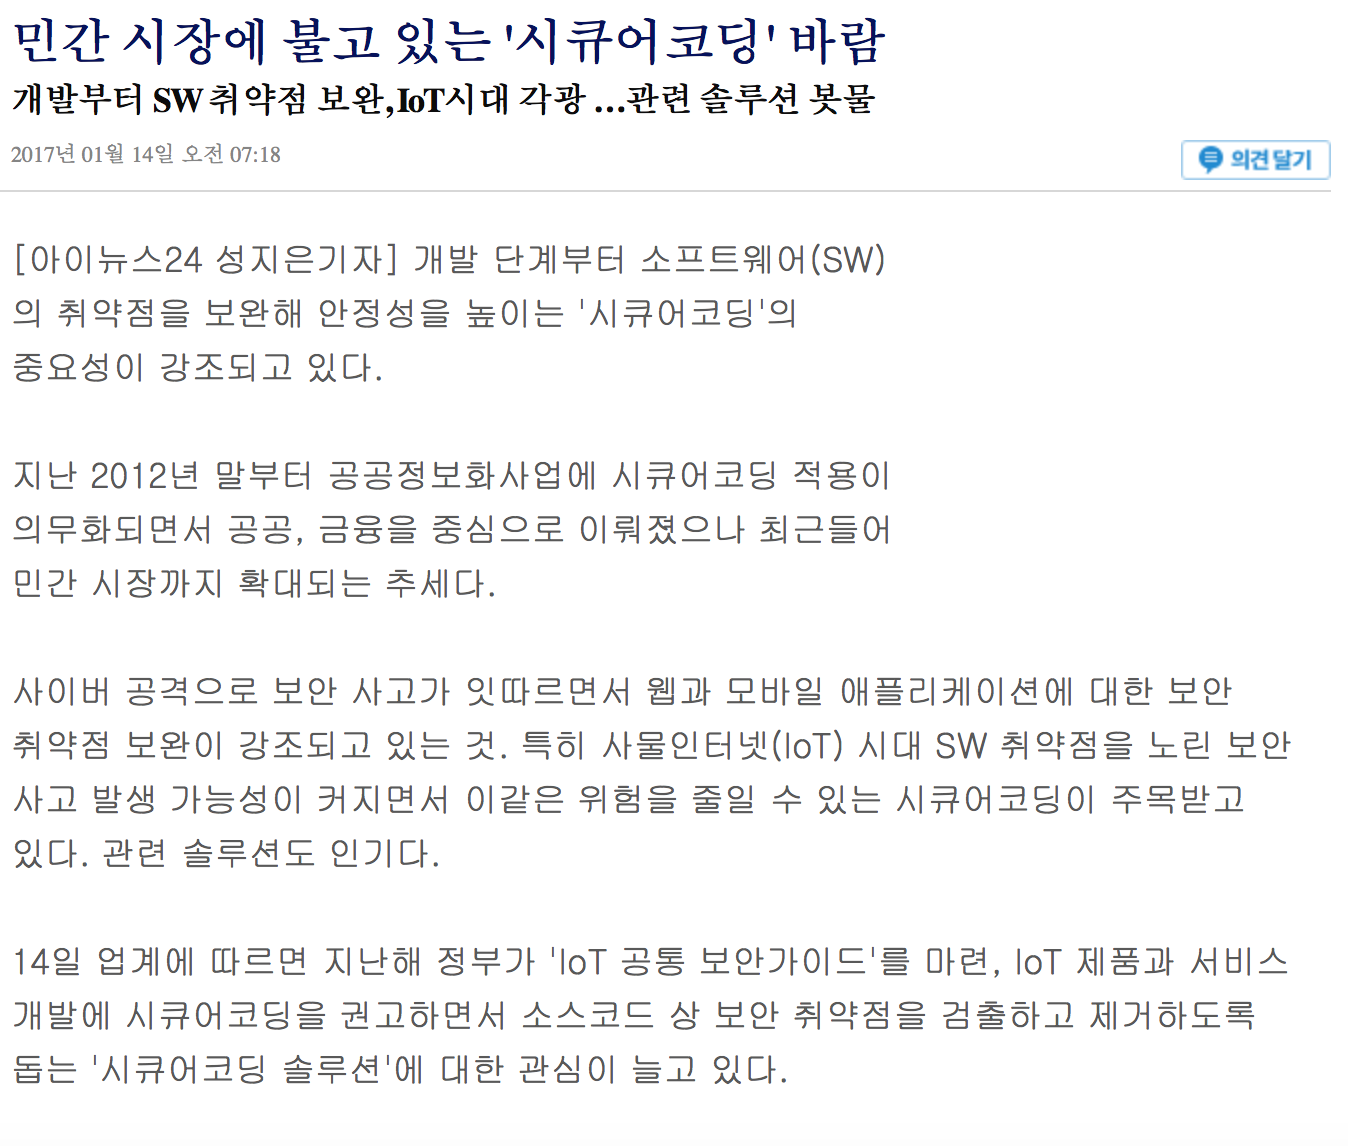 민간 시장에 불고 있는 '시큐어코딩' 바람
개발부터 SW 취약점 보완,IoT시대 각광 …관련 솔루션 봇물
2017년 01월 14일 오전 07:18
의견달기
[아이뉴스24 성지은기자] 개발 단계부터 소프트웨어(SW)
의 취약점을 보완해 안정성을 높이는 '시큐어코딩'의
중요성이 강조되고 있다.
지난 2012년 말부터 공공정보화사업에 시큐어코딩 적용이
의무화되면서 공공, 금융을 중심으로 이뤄졌으나 최근들어
민간 시장까지 확대되는 추세다.
사이버 공격으로 보안 사고가 잇따르면서 웹과 모바일 애플리케이션에 대한 보안
취약점 보완이 강조되고 있는 것. 특히 사물인터넷(IoT) 시대 SW 취약점을 노린 보안
사고 발생 가능성이 커지면서 이같은 위험을 줄일 수 있는 시큐어코딩이 주목받고
있다. 관련 솔루션도 인기다.
14일 업계에 따르면 지난해 정부가 'IoT 공통 보안가이드'를 마련, IoT 제품과 서비스
개발에 시큐어코딩을 권고하면서 소스코드 상 보안 취약점을 검출하고 제거하도록
돕는 '시큐어코딩 솔루션'에 대한 관심이 늘고 있다.